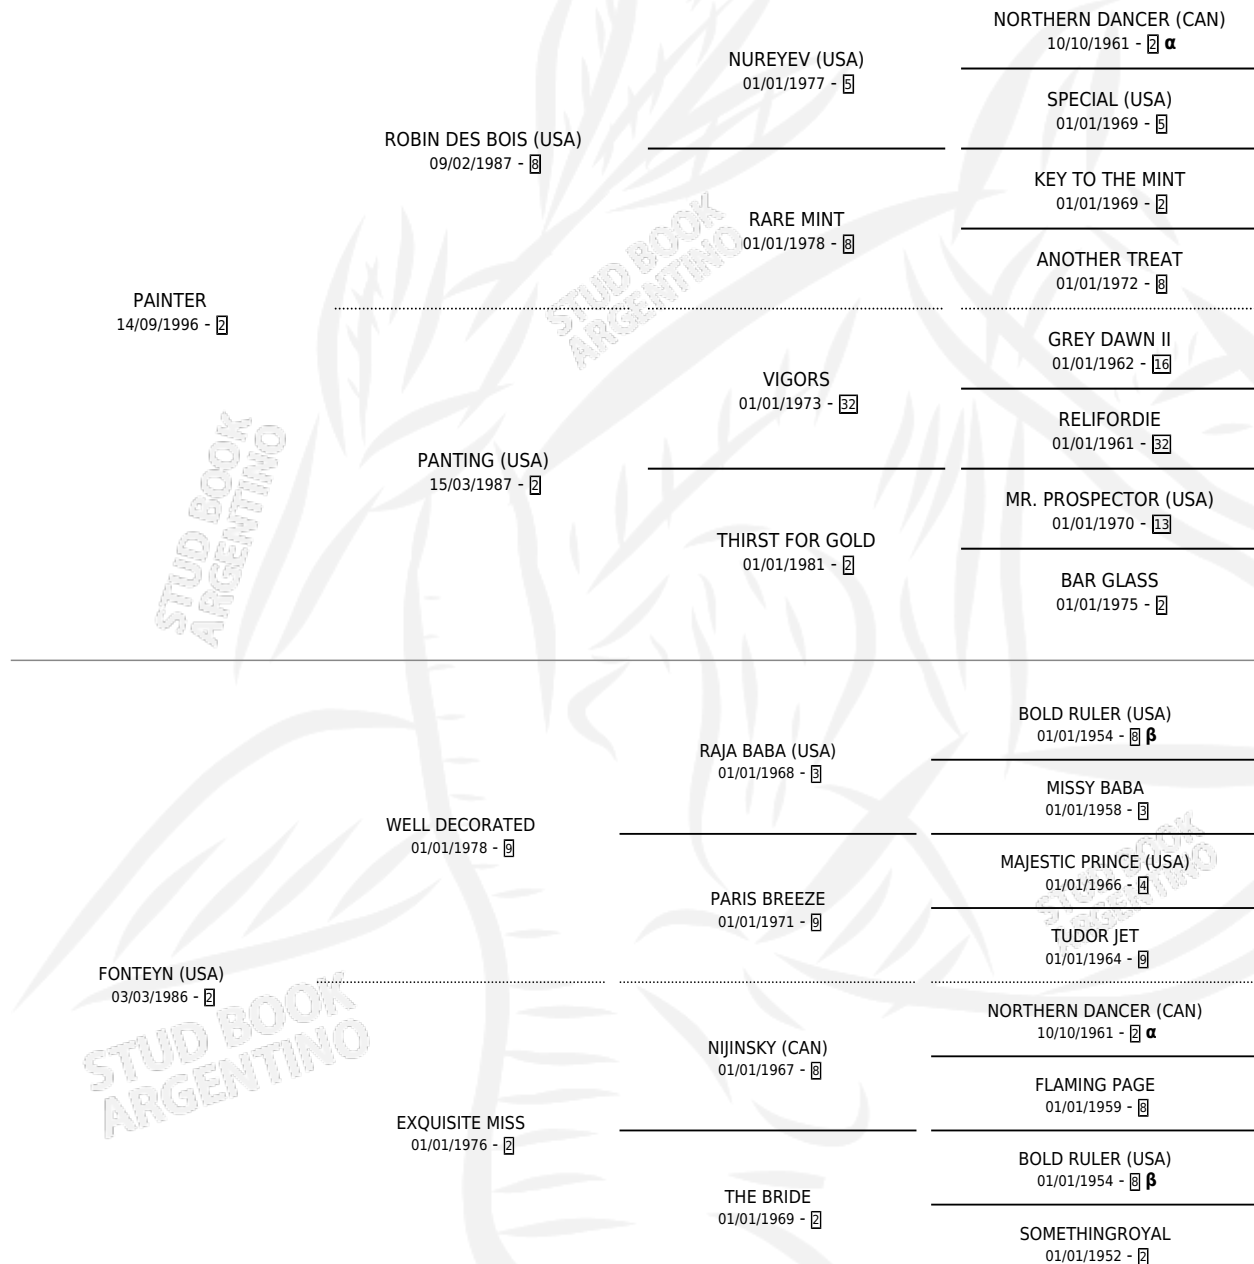 NORTHERN DANCER (CAN)
10/10/1961 - 2 α
NUREYEV (USA)
01/01/1977 - 5
SPECIAL (USA)
01/01/1969 - 5
ROBIN DES BOIS (USA)
09/02/1987 - 8
KEY TO THE MINT
01/01/1969 - 2
RARE MINT
01/01/1978 - 8
ANOTHER TREAT
01/01/1972 - 8
PAINTER
14/09/1996 - 2
GREY DAWN II
01/01/1962 - 16
VIGORS
01/01/1973 - 32
RELIFORDIE
01/01/1961 - 32
PANTING (USA)
15/03/1987 - 2
MR. PROSPECTOR (USA)
01/01/1970 - 13
THIRST FOR GOLD
01/01/1981 - 2
BAR GLASS
01/01/1975 - 2
BOLD RULER (USA)
01/01/1954 - 8 β
RAJA BABA (USA)
01/01/1968 - 3
MISSY BABA
01/01/1958 - 3
WELL DECORATED
01/01/1978 - 9
MAJESTIC PRINCE (USA)
01/01/1966 - 4
PARIS BREEZE
01/01/1971 - 9
TUDOR JET
01/01/1964 - 9
FONTEYN (USA)
03/03/1986 - 2
NORTHERN DANCER (CAN)
10/10/1961 - 2 α
NIJINSKY (CAN)
01/01/1967 - 8
FLAMING PAGE
01/01/1959 - 8
EXQUISITE MISS
01/01/1976 - 2
BOLD RULER (USA)
01/01/1954 - 8 β
THE BRIDE
01/01/1969 - 2
SOMETHINGROYAL
01/01/1952 - 2
STUD BOOK
ARGENTINO
STUD BOOK
ARGENTINO
STUD BOOK
ARGENTINO
STUD BOOK
ARGENTINO